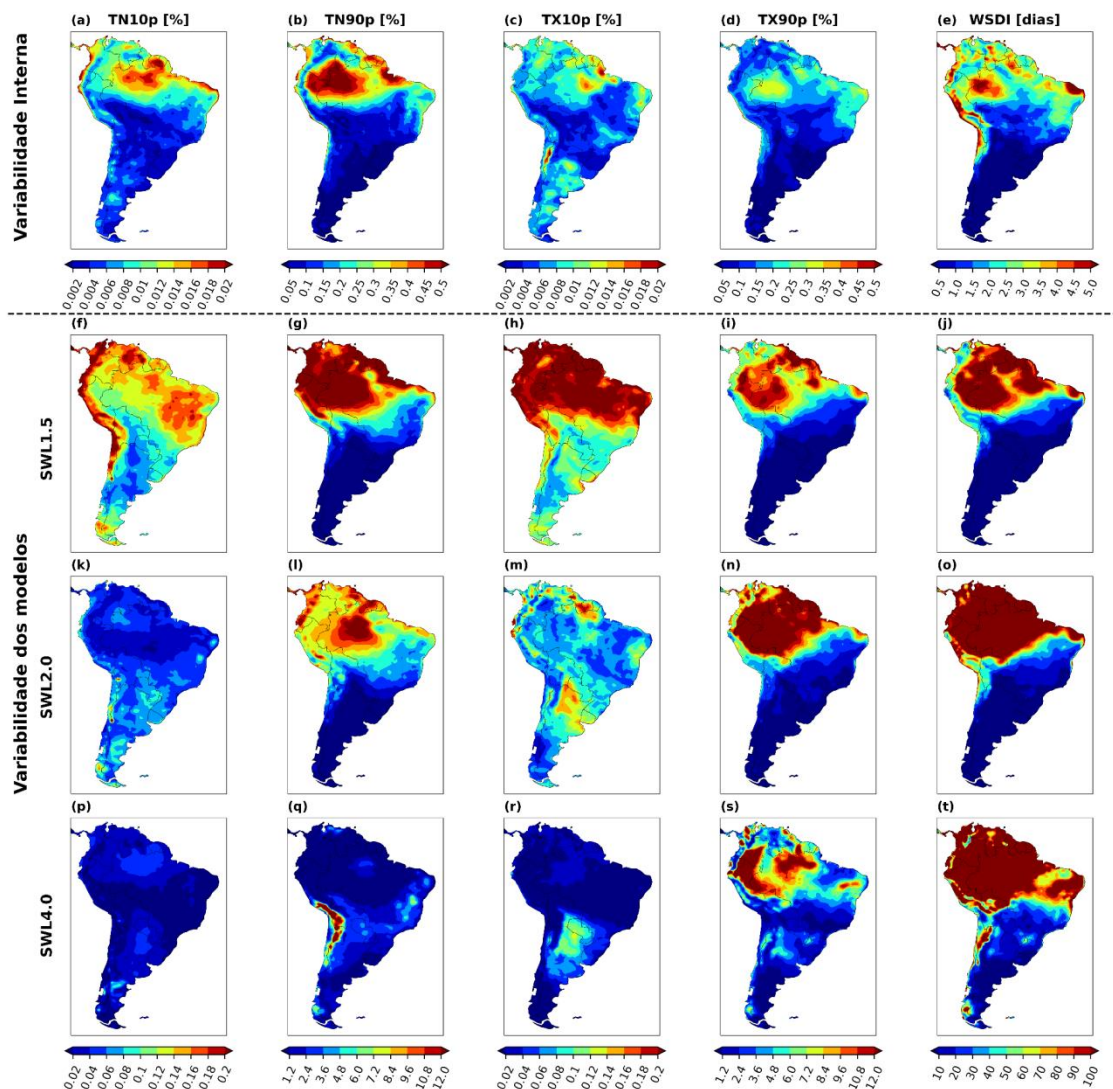 (a) TN10p [%] (b) TN90p [%] (c) TX10p [%] (d) TX90p [%] (e) WSDI [dias]
Variabilidade Interna
0.002 0.004 0.006 0.008 0.01 0.012 0.014 0.016 0.018 0.02
0.05 0.1 0.15 0.2 0.25 0.3 0.35 0.4 0.45 0.5
0.002 0.004 0.006 0.008 0.01 0.012 0.014 0.016 0.018 0.02
0.05 0.1 0.15 0.2 0.25 0.3 0.35 0.4 0.45 0.5
0.5 1.0 1.5 2.0 2.5 3.0 3.5 4.0 4.5 5.0
Variabilidade dos modelos
(f) (g) (h) (i) (j)
SWL1.5
(k) (l) (m) (n) (o)
SWL2.0
(p) (q) (r) (s) (t)
SWL4.0
0.02 0.04 0.06 0.08 0.1 0.12 0.14 0.16 0.18 0.2
1.2 2.4 3.6 4.8 6.0 7.2 8.4 9.6 10.8 12.0
0.02 0.04 0.06 0.08 0.1 0.12 0.14 0.16 0.18 0.2
1.2 2.4 3.6 4.8 6.0 7.2 8.4 9.6 10.8 12.0
10 20 30 40 50 60 70 80 90 100